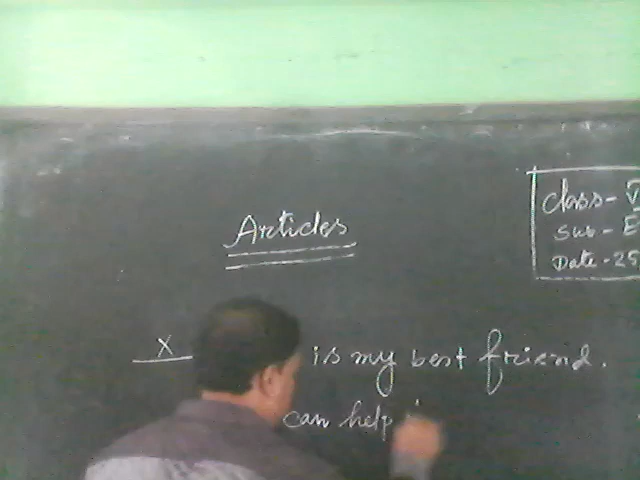 Articles
Class - V
Sub - E
Date - 25
X is my best friend.
can help